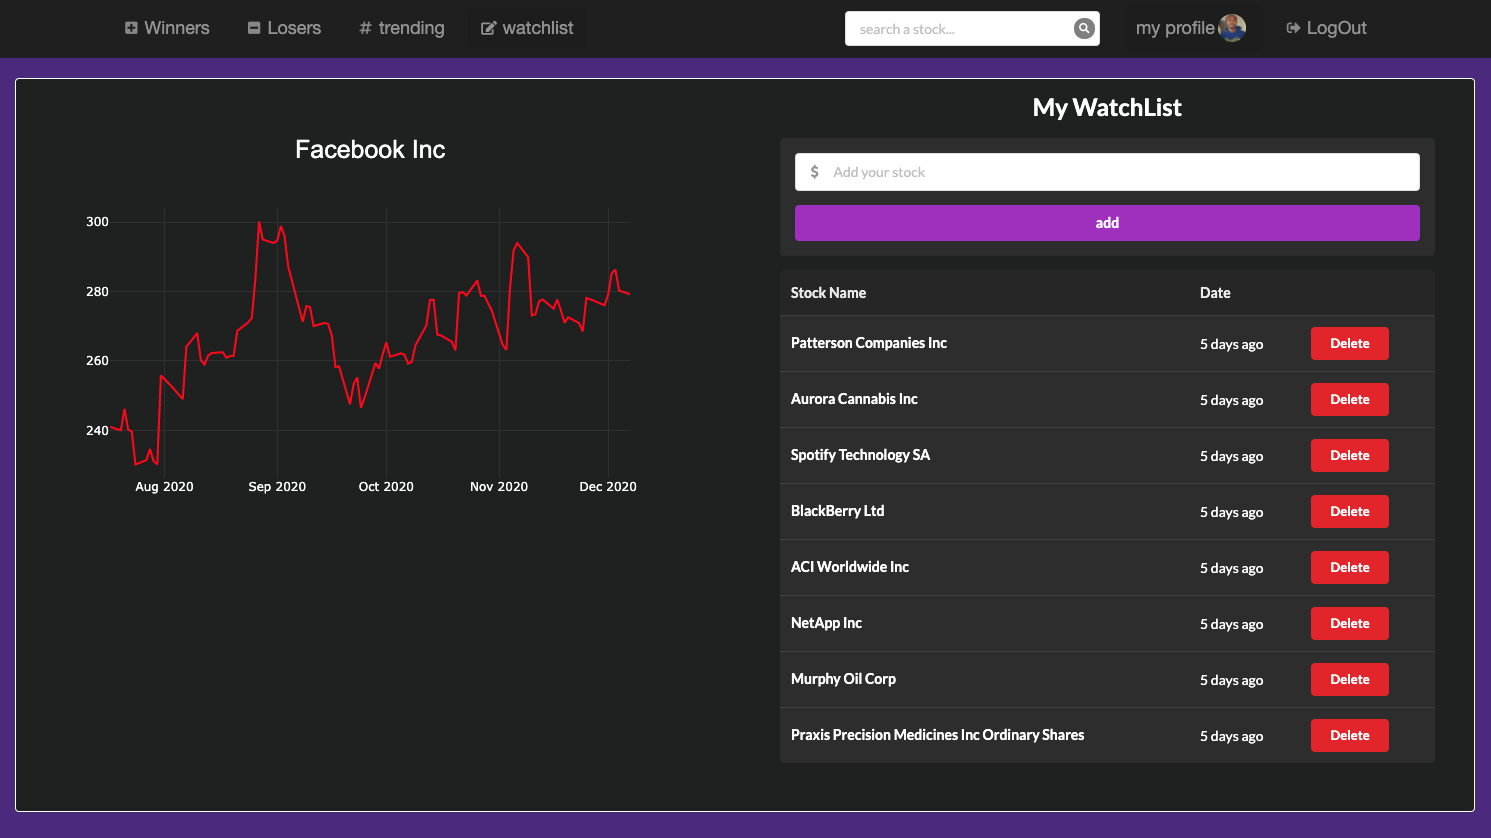 Winners Losers # trending watchlist search a stock... my profile LogOut
Facebook Inc
300
280
260
240
Aug 2020 Sep 2020 Oct 2020 Nov 2020 Dec 2020
My WatchList
$ Add your stock
add
Stock Name Date
Patterson Companies Inc 5 days ago Delete
Aurora Cannabis Inc 5 days ago Delete
Spotify Technology SA 5 days ago Delete
BlackBerry Ltd 5 days ago Delete
ACI Worldwide Inc 5 days ago Delete
NetApp Inc 5 days ago Delete
Murphy Oil Corp 5 days ago Delete
Praxis Precision Medicines Inc Ordinary Shares 5 days ago Delete